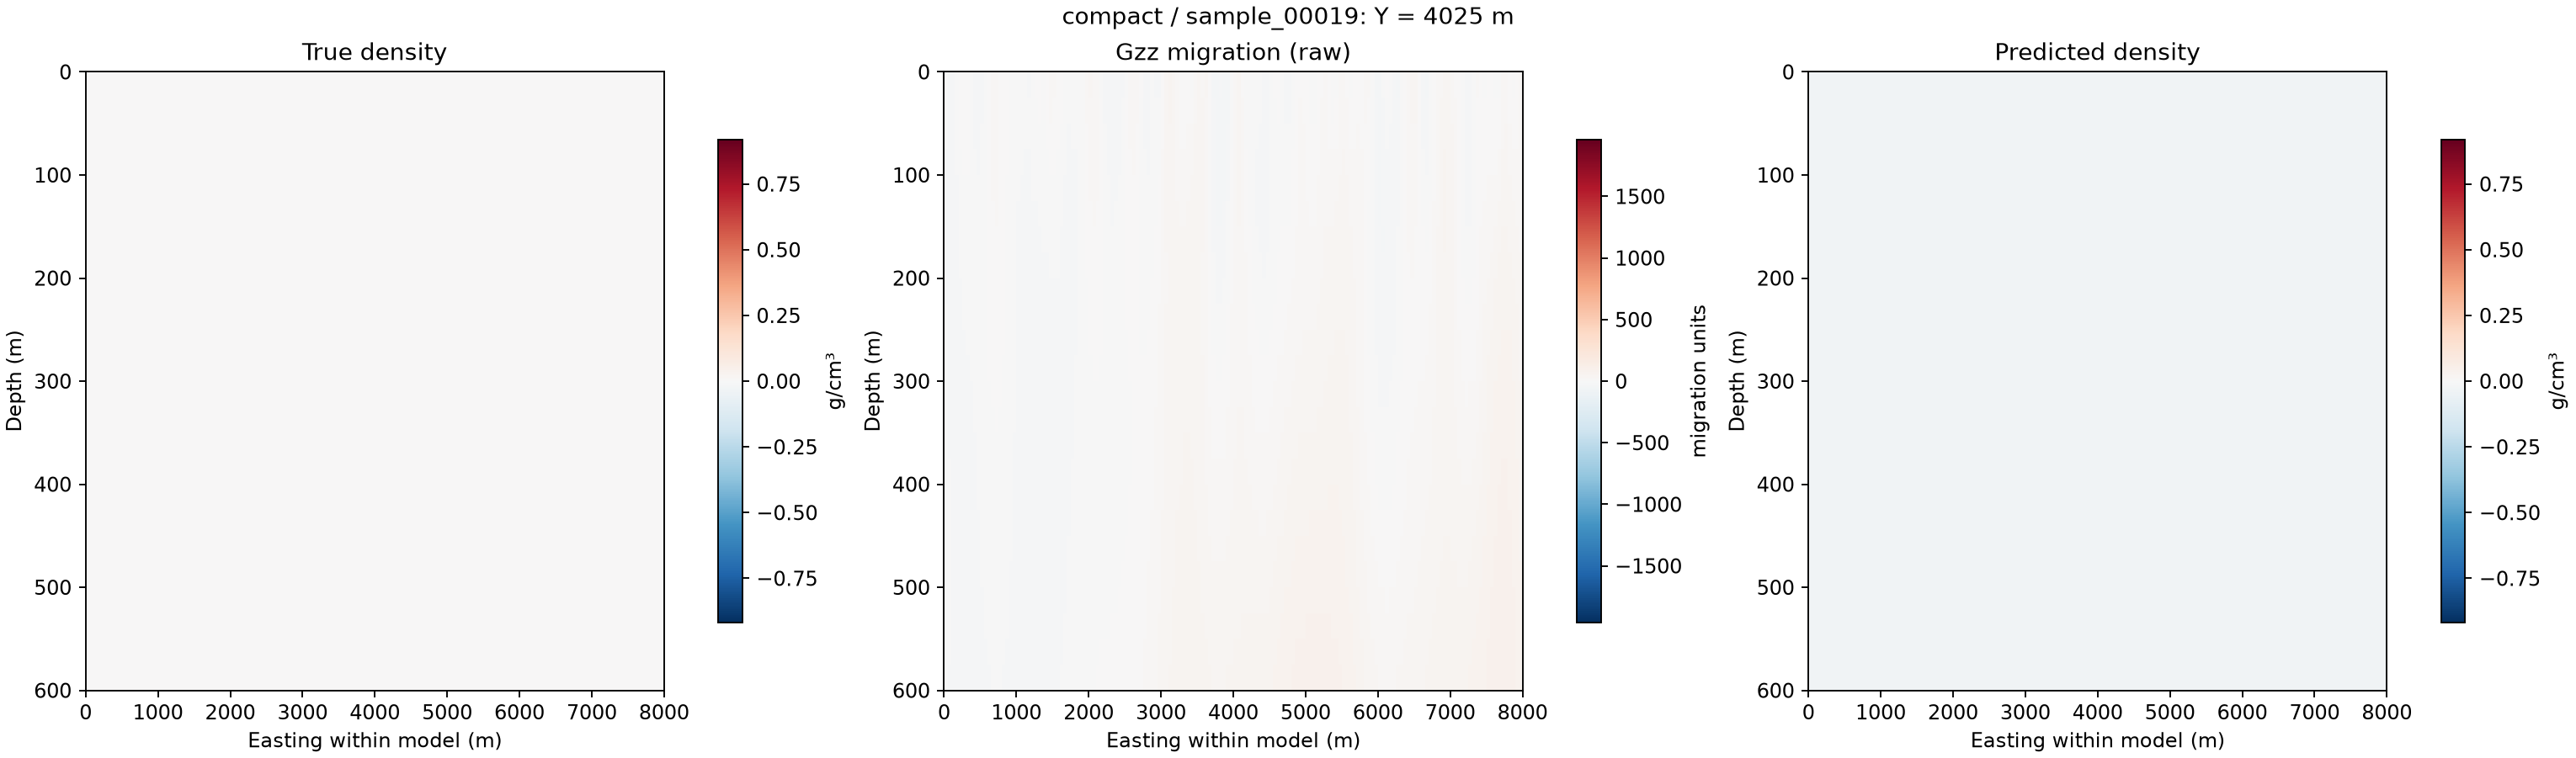 compact / sample_00019: Y = 4025 m
True density
0
100
200
300
400
500
600
Depth (m)
0 1000 2000 3000 4000 5000 6000 7000 8000
Easting within model (m)
0.75
0.50
0.25
0.00
−0.25
−0.50
−0.75
g/cm³
Gzz migration (raw)
0
100
200
300
400
500
600
Depth (m)
0 1000 2000 3000 4000 5000 6000 7000 8000
Easting within model (m)
1500
1000
500
0
−500
−1000
−1500
migration units
Predicted density
0
100
200
300
400
500
600
Depth (m)
0 1000 2000 3000 4000 5000 6000 7000 8000
Easting within model (m)
0.75
0.50
0.25
0.00
−0.25
−0.50
−0.75
g/cm³